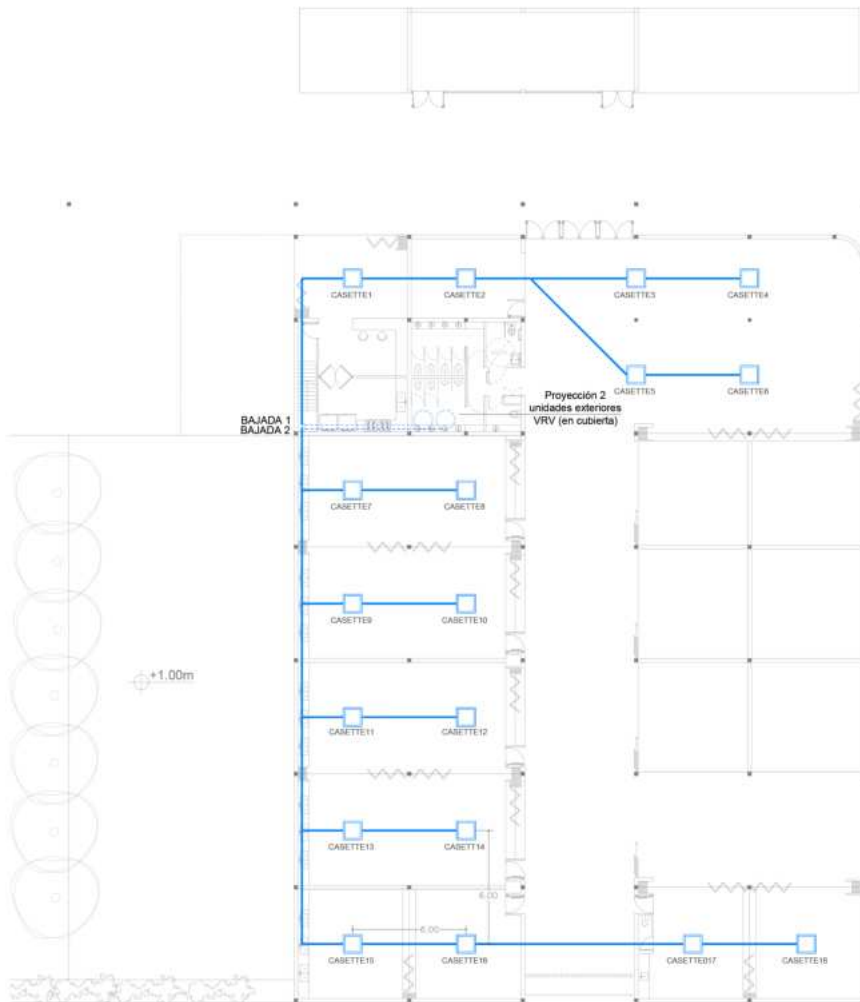 CASETTE1
CASETTE2
CASETTE3
CASETTE4
CASETTE5
CASETTE6
Proyección 2
unidades exteriores
VRV (en cubierta)
BAJADA 1
BAJADA 2
CASETTE7
CASETTE8
CASETTE9
CASETTE10
+1.00m
CASETTE11
CASETTE12
CASETTE13
CASETT14
6.00
6.00
CASETTE15
CASETTE16
CASETTE017
CASETTE18